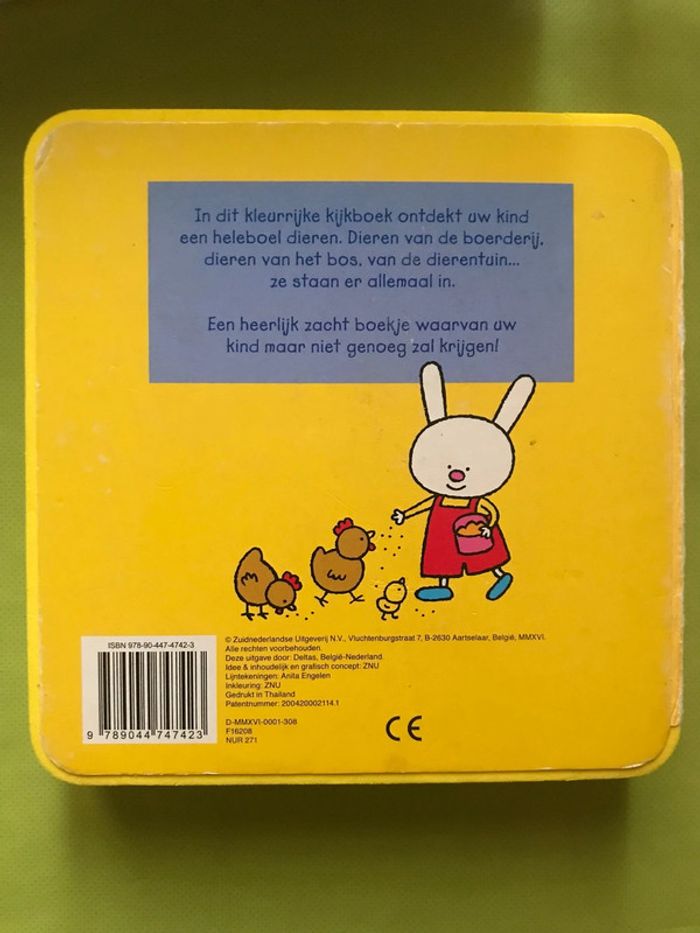 In dit kleurrijke kijkboek ontdekt uw kind
een heleboel dieren. Dieren van de boerderij,
dieren van het bos, van de dierentuin...
ze staan er allemaal in.
Een heerlijk zacht boekje waarvan uw
kind maar niet genoeg zal krijgen!
ISBN 978-90-447-4742-3
9 789044 747423
© Zuidnederlandse Uitgeverij N.V., Vluchtenburgstraat 7, B-2630 Aartselaar, België, MMXVI.
Alle rechten voorbehouden.
Deze uitgave door: Deltas, België-Nederland.
Idee & inhoudelijk en grafisch concept: ZNU
Lijntekeningen: Anita Engelen
Inkleuring: ZNU
Gedrukt in Thailand
Patentnummer: 200420002114.1
D-MMXVI-0001-308
F16208
NUR 271
CE